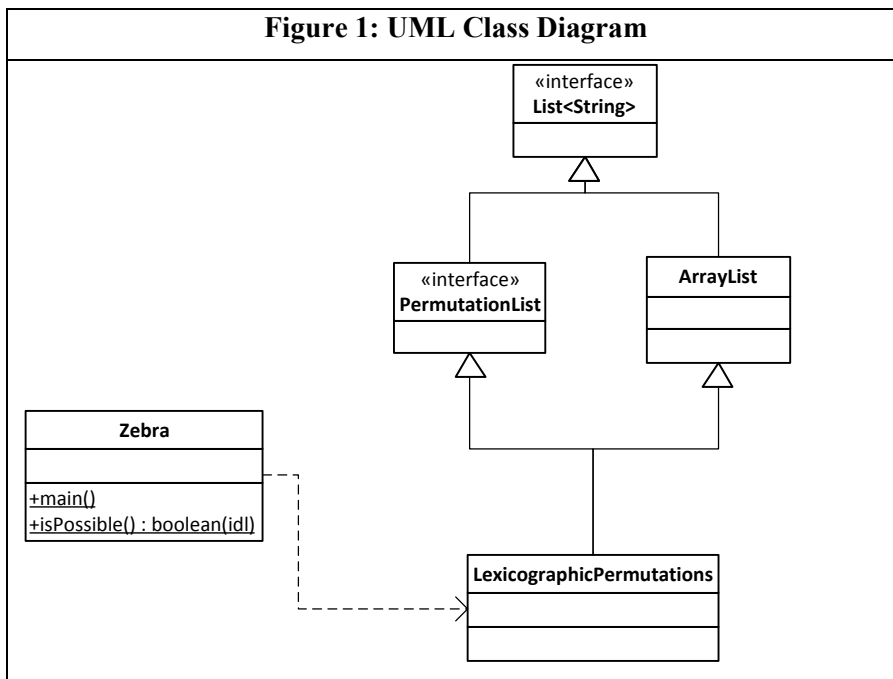 Figure 1: UML Class Diagram
«interface»
List<String>
«interface»
PermutationList
ArrayList
Zebra
+main()
+isPossible() : boolean(idl)
LexicographicPermutations